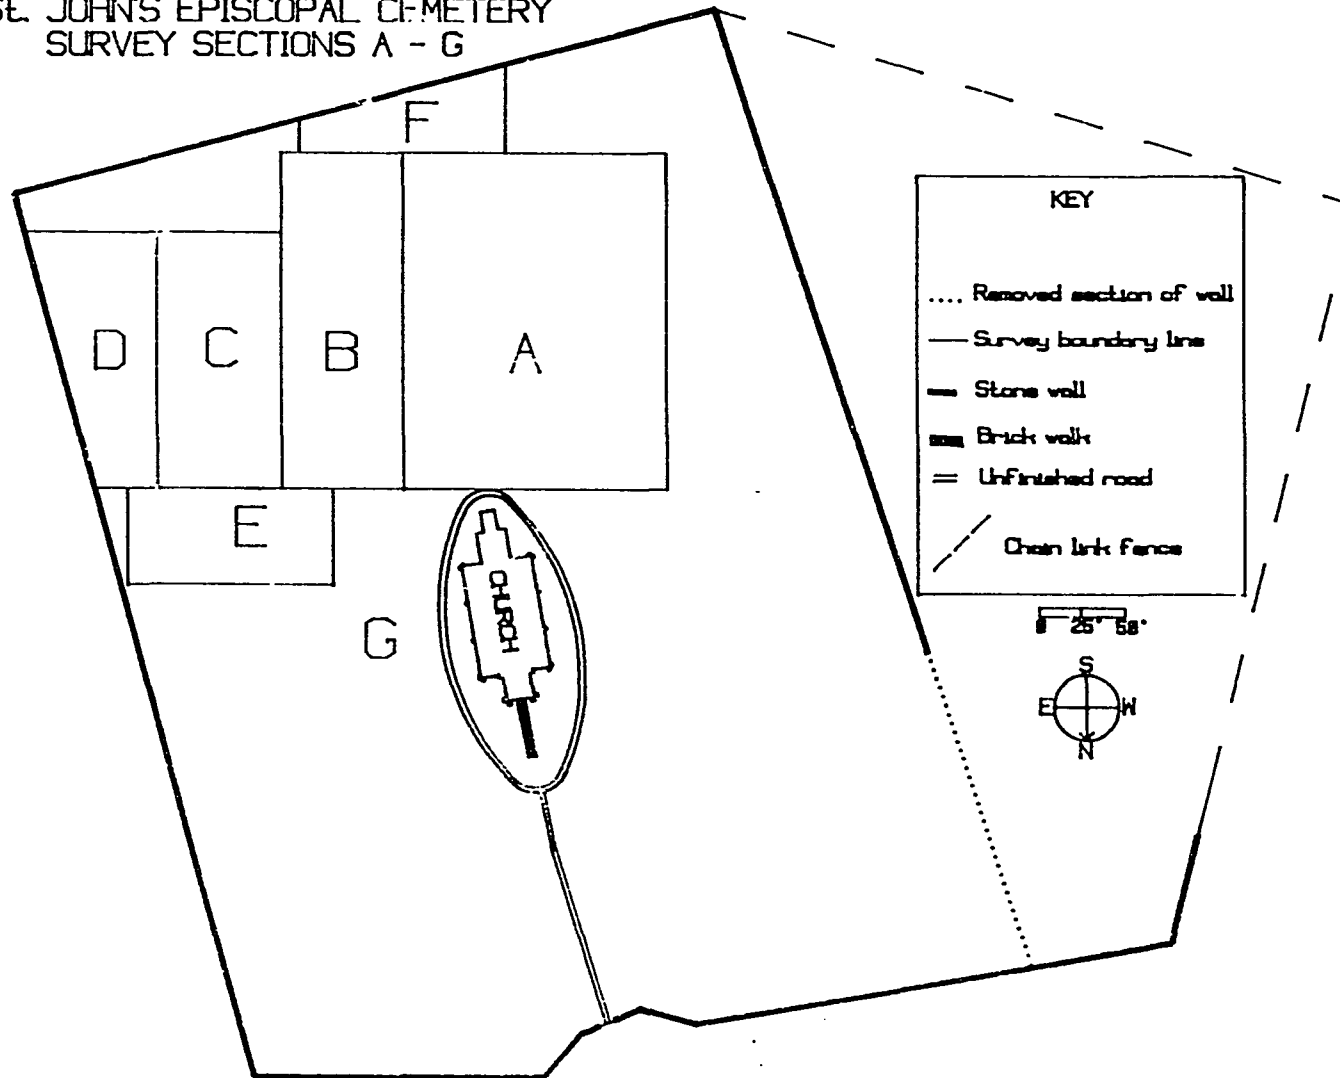 St. JOHN'S EPISCOPAL CEMETERY
SURVEY SECTIONS A - G
F
D
C
B
A
E
G
CHURCH
KEY
.... Removed section of wall
Survey boundary line
Stone wall
Brick walk
Unfinished road
Chain link fence
0 25' 50'
S
E W
N